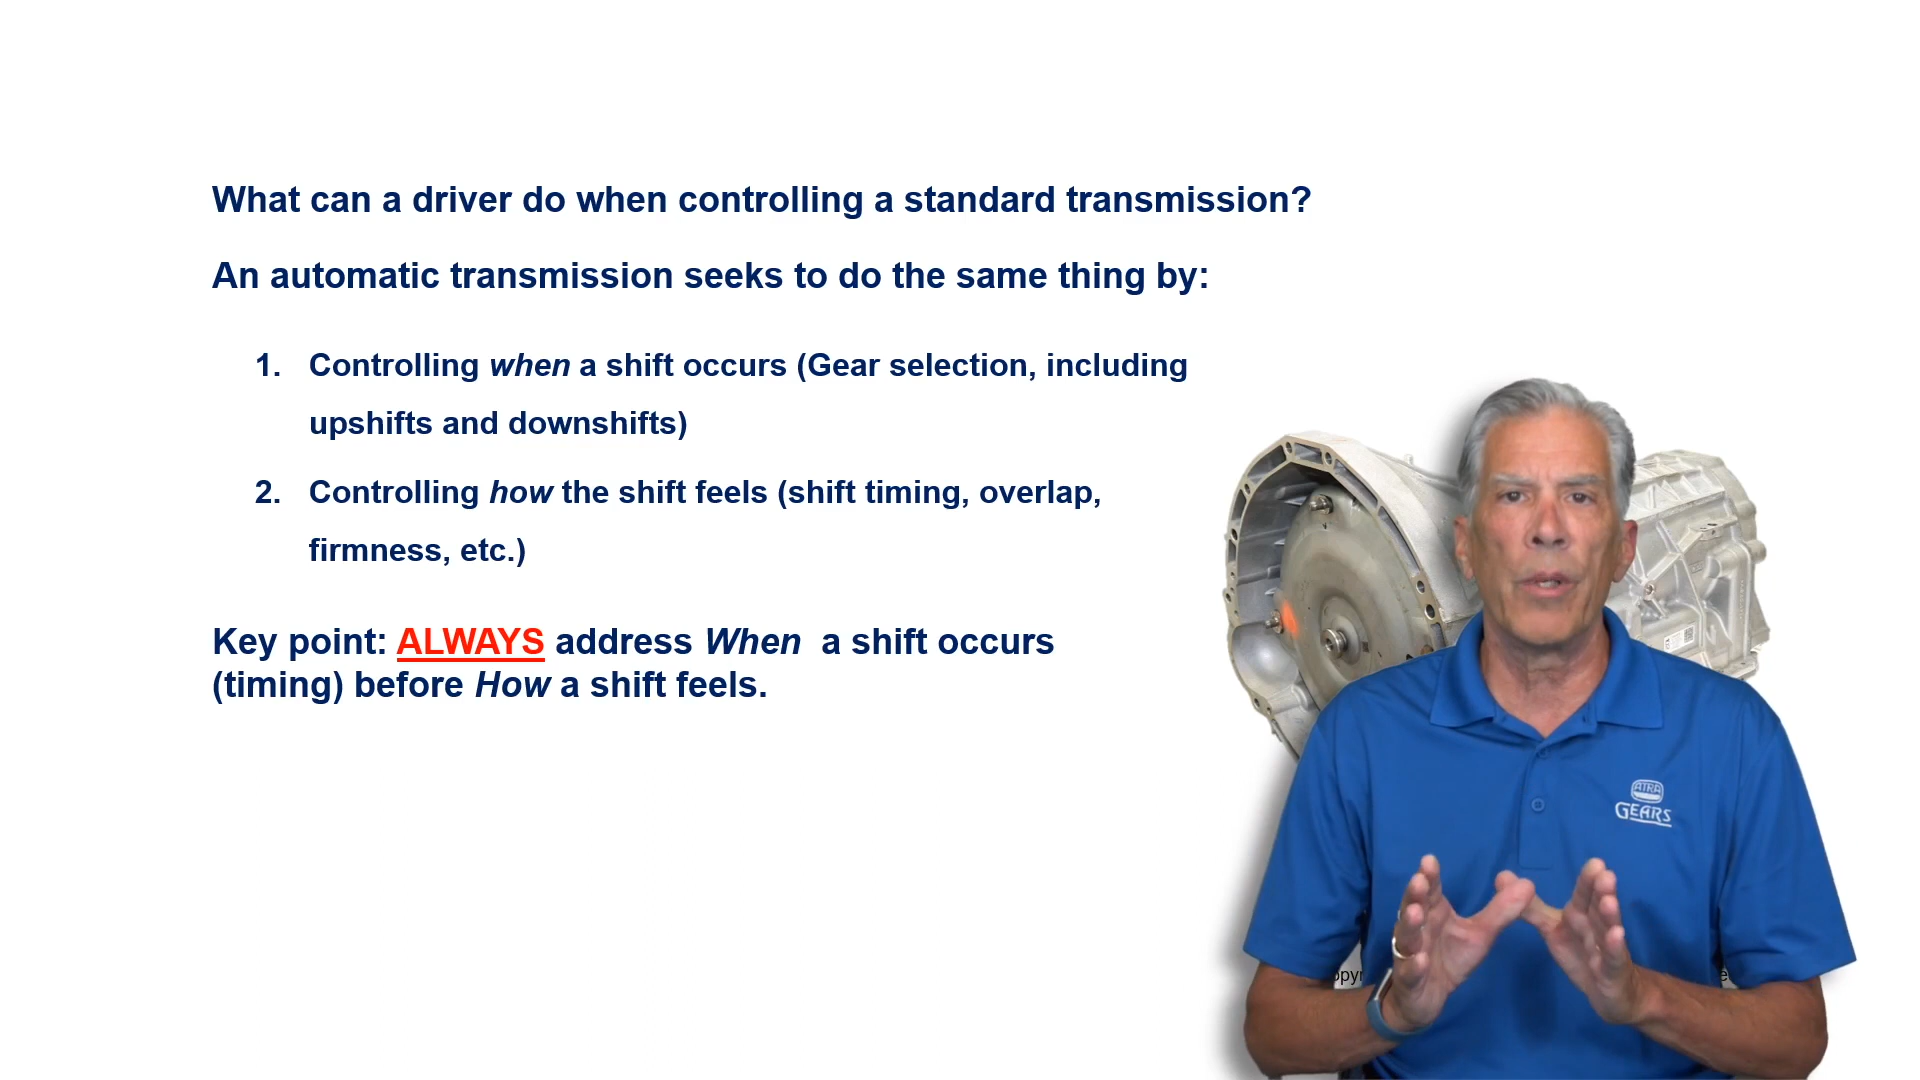 What can a driver do when controlling a standard transmission?
An automatic transmission seeks to do the same thing by:
1. Controlling when a shift occurs (Gear selection, including
upshifts and downshifts)
2. Controlling how the shift feels (shift timing, overlap,
firmness, etc.)
Key point: ALWAYS address When a shift occurs
(timing) before How a shift feels.
ATRA
GEARS